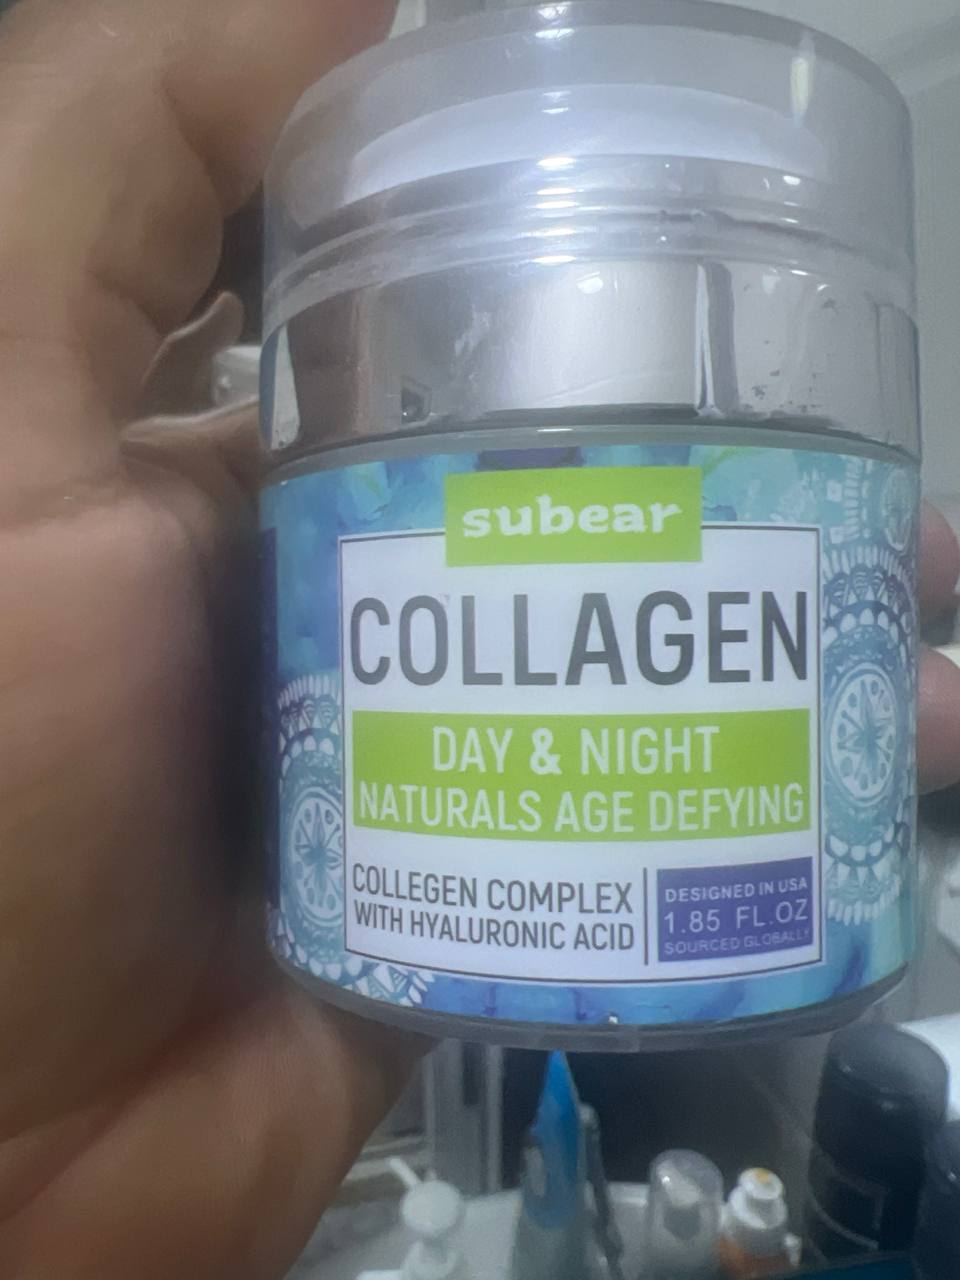 subear
COLLAGEN
DAY & NIGHT
NATURALS AGE DEFYING
COLLEGEN COMPLEX
WITH HYALURONIC ACID
DESIGNED IN USA
1.85 FL.OZ
SOURCED GLOBALLY